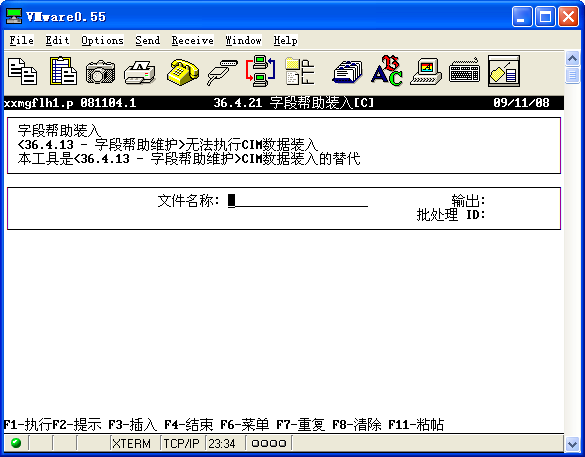 VMware0.55
File Edit Options Send Receive Window Help
xxmgflh1.p 081104.1 36.4.21 字段帮助装入[C] 09/11/08
字段帮助装入
<36.4.13 - 字段帮助维护>无法执行CIM数据装入
本工具是<36.4.13 - 字段帮助维护>CIM数据装入的替代
文件名称: 输出:
批处理 ID:
F1-执行F2-提示 F3-插入 F4-结束 F6-菜单 F7-重复 F8-清除 F11-粘帖
XTERM TCP/IP 23:34